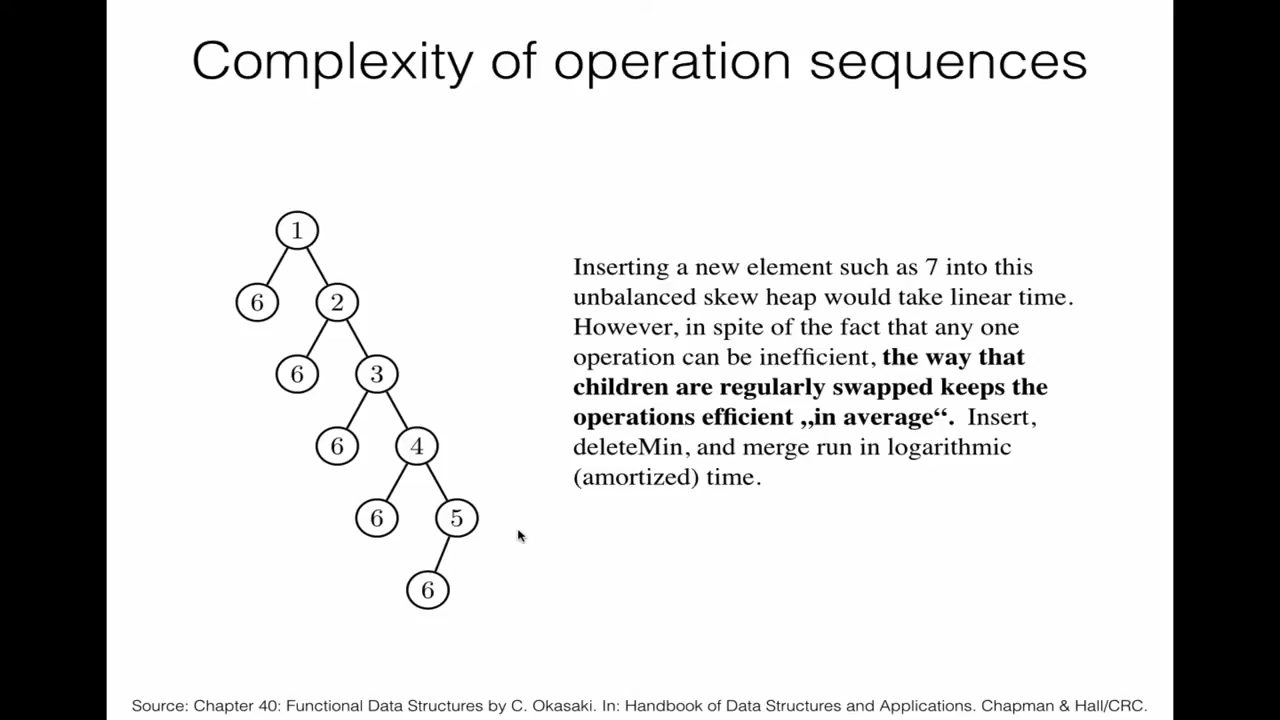 Complexity of operation sequences
1
6 2
6 3
6 4
6 5
6
Inserting a new element such as 7 into this
unbalanced skew heap would take linear time.
However, in spite of the fact that any one
operation can be inefficient, the way that
children are regularly swapped keeps the
operations efficient „in average“. Insert,
deleteMin, and merge run in logarithmic
(amortized) time.
Source: Chapter 40: Functional Data Structures by C. Okasaki. In: Handbook of Data Structures and Applications. Chapman & Hall/CRC.